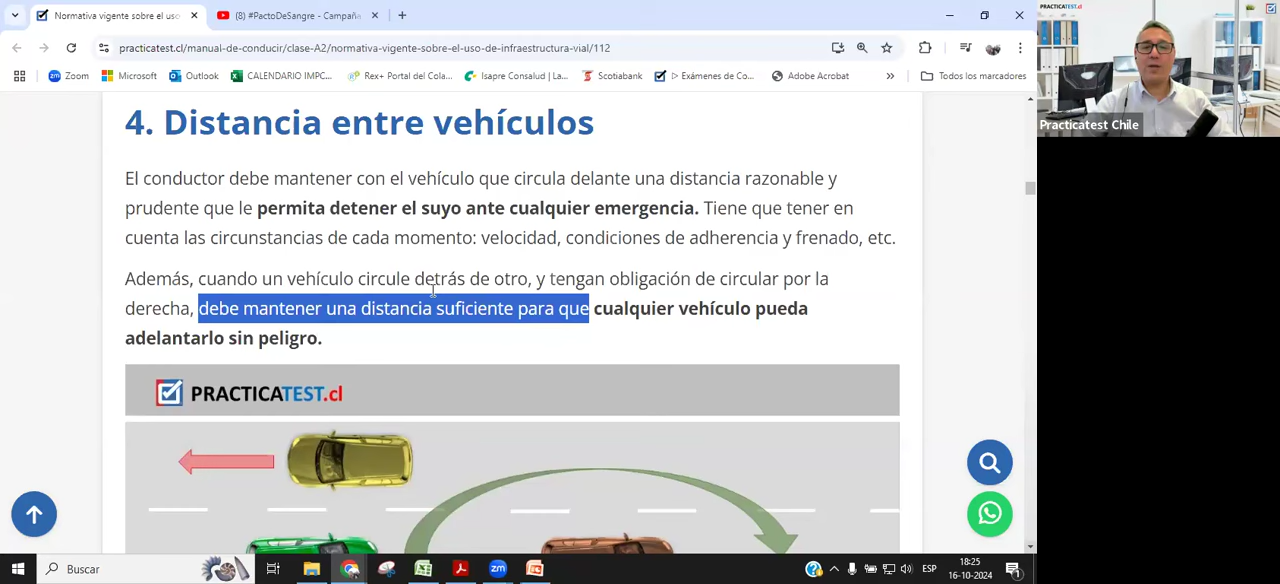 Normativa vigente sobre el uso
(8) #PactoDeSangre - Campaña
practicatest.cl/manual-de-conducir/clase-A2/normativa-vigente-sobre-el-uso-de-infraestructura-vial/112
Zoom
Microsoft
Outlook
CALENDARIO IMPC...
Rex+ Portal del Cola...
Isapre Consalud | La...
Scotiabank
▷ Exámenes de Co...
Adobe Acrobat
»
Todos los marcadores
PRACTICATEST.cl
Practicatest Chile
4. Distancia entre vehículos
El conductor debe mantener con el vehículo que circula delante una distancia razonable y
prudente que le permita detener el suyo ante cualquier emergencia. Tiene que tener en
cuenta las circunstancias de cada momento: velocidad, condiciones de adherencia y frenado, etc.
Además, cuando un vehículo circule detrás de otro, y tengan obligación de circular por la
derecha, debe mantener una distancia suficiente para que cualquier vehículo pueda
adelantarlo sin peligro.
PRACTICATEST.cl
Buscar
ESP
18:25
16-10-2024
1